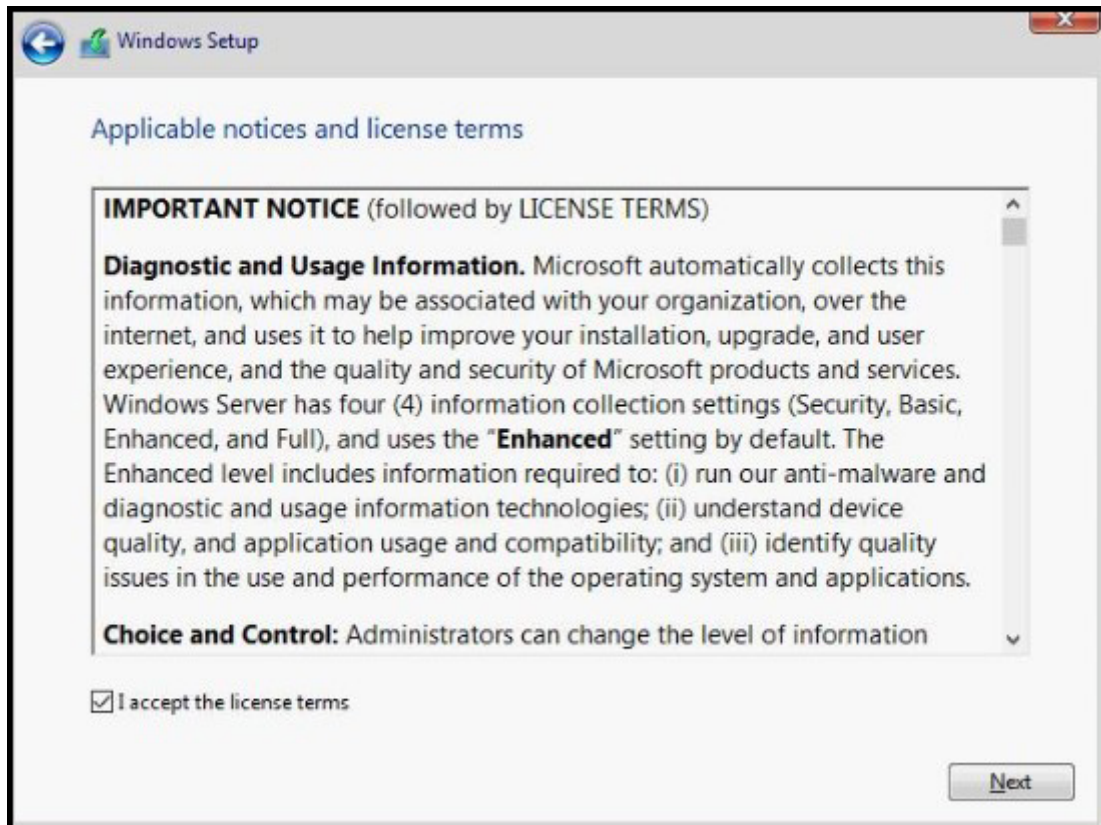 Windows Setup
Applicable notices and license terms
IMPORTANT NOTICE (followed by LICENSE TERMS)
Diagnostic and Usage Information. Microsoft automatically collects this
information, which may be associated with your organization, over the
internet, and uses it to help improve your installation, upgrade, and user
experience, and the quality and security of Microsoft products and services.
Windows Server has four (4) information collection settings (Security, Basic,
Enhanced, and Full), and uses the “Enhanced” setting by default. The
Enhanced level includes information required to: (i) run our anti-malware and
diagnostic and usage information technologies; (ii) understand device
quality, and application usage and compatibility; and (iii) identify quality
issues in the use and performance of the operating system and applications.
Choice and Control: Administrators can change the level of information
I accept the license terms
Next